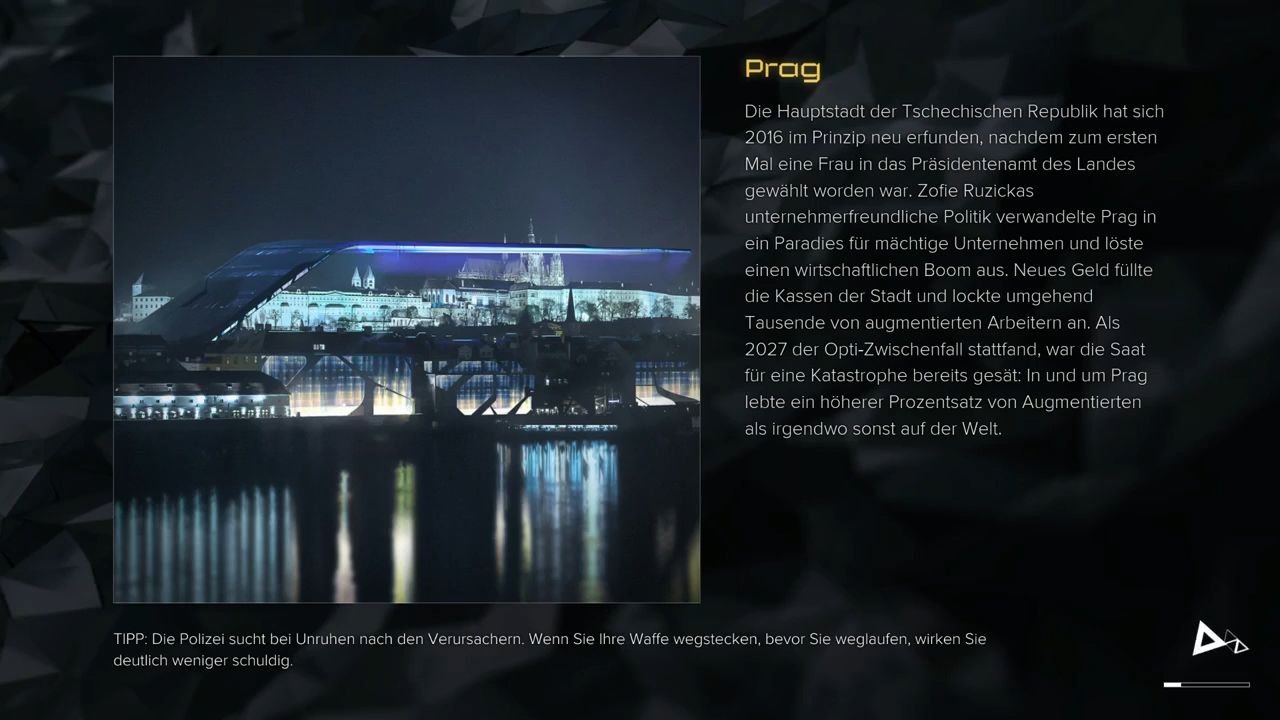 Prag
Die Hauptstadt der Tschechischen Republik hat sich
2016 im Prinzip neu erfunden, nachdem zum ersten
Mal eine Frau in das Präsidentenamt des Landes
gewählt worden war. Zofie Ruzickas
unternehmerfreundliche Politik verwandelte Prag in
ein Paradies für mächtige Unternehmen und löste
einen wirtschaftlichen Boom aus. Neues Geld füllte
die Kassen der Stadt und lockte umgehend
Tausende von augmentierten Arbeitern an. Als
2027 der Opti-Zwischenfall stattfand, war die Saat
für eine Katastrophe bereits gesät: In und um Prag
lebte ein höherer Prozentsatz von Augmentierten
als irgendwo sonst auf der Welt.
TIPP: Die Polizei sucht bei Unruhen nach den Verursachern. Wenn Sie Ihre Waffe wegstecken, bevor Sie weglaufen, wirken Sie
deutlich weniger schuldig.